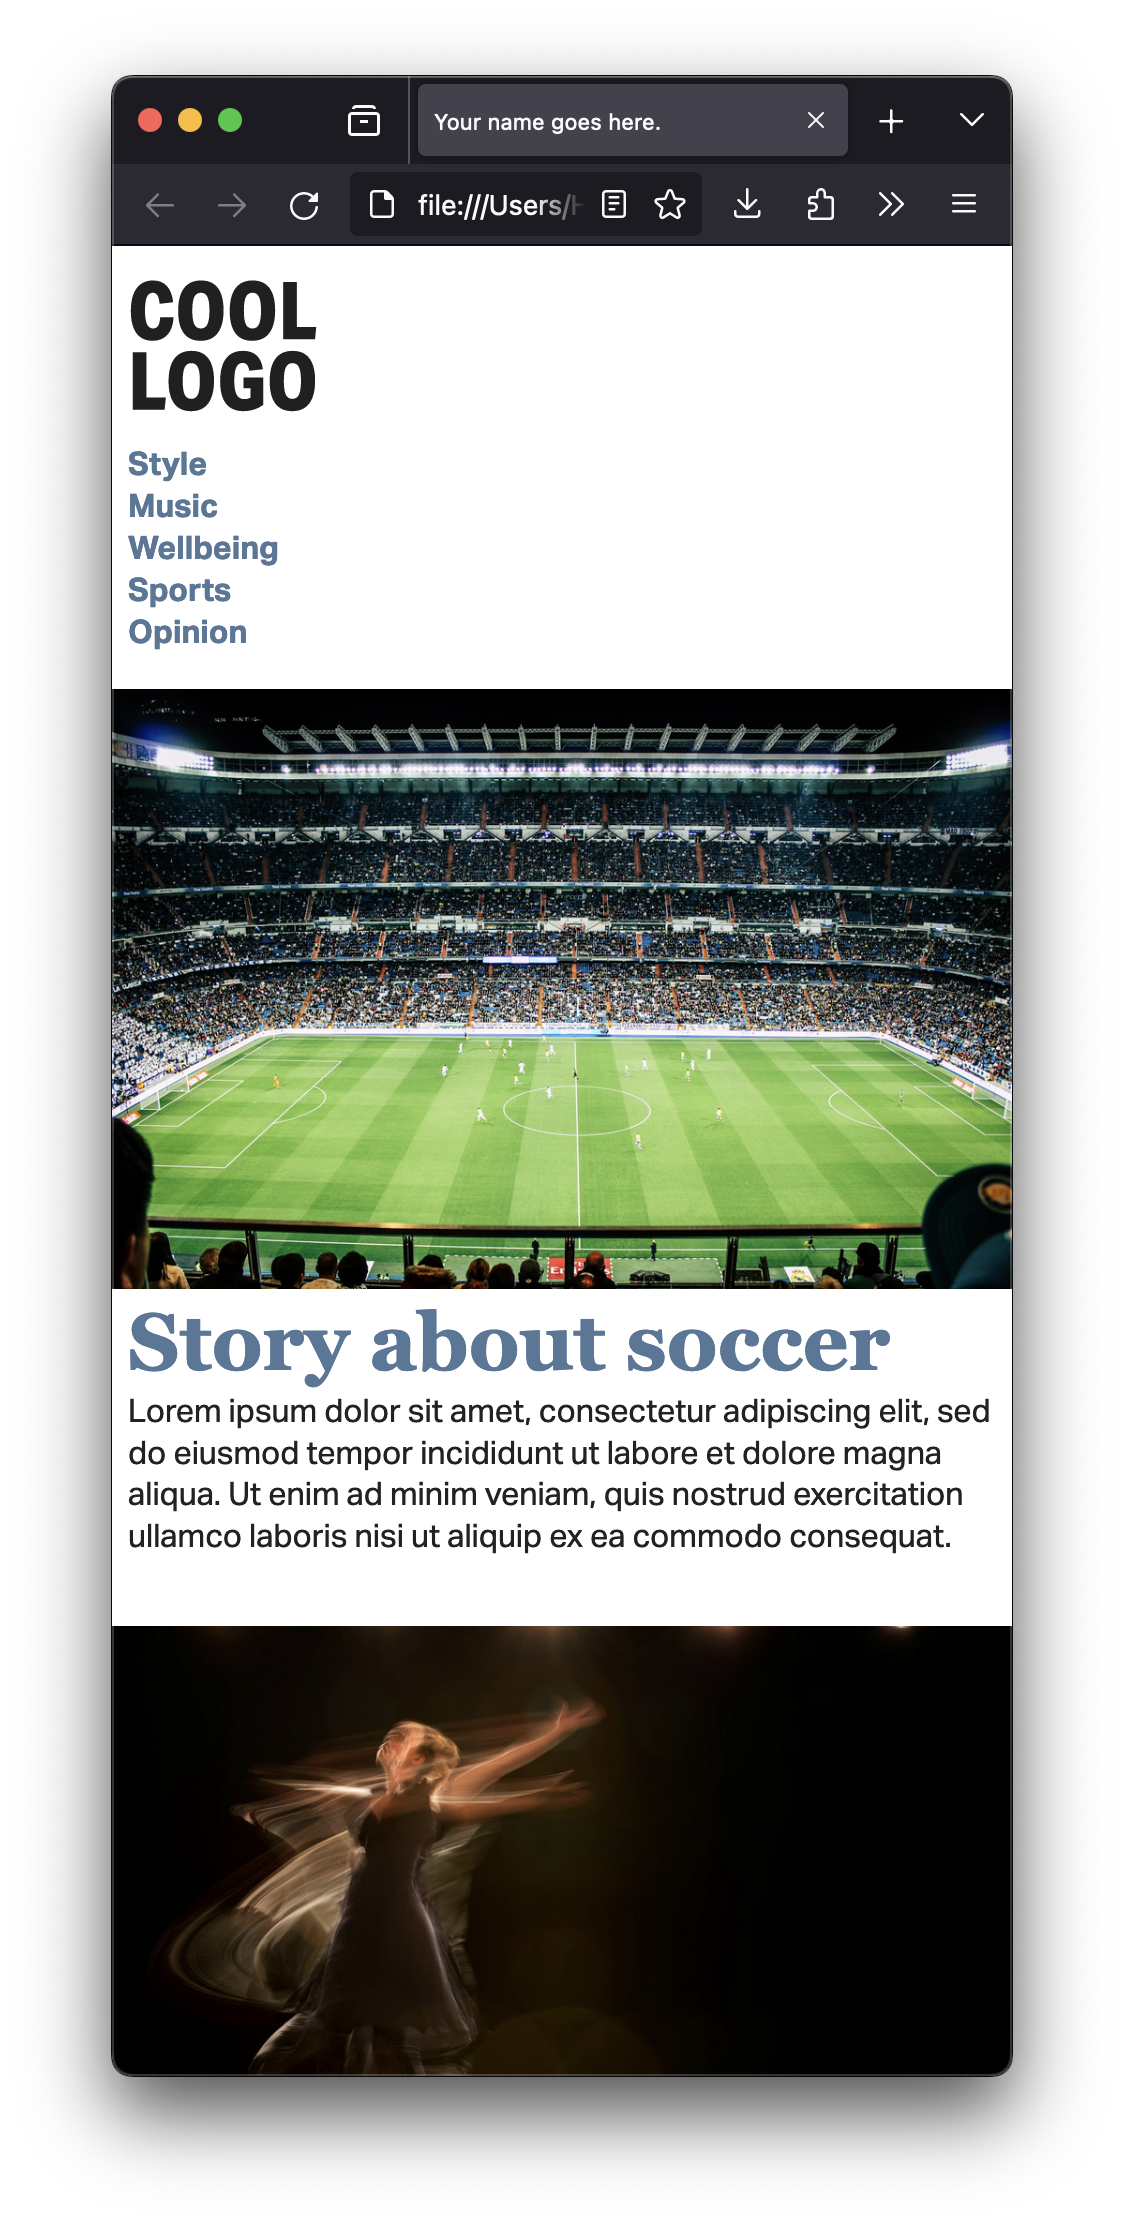 Your name goes here.
file:///Users/
COOL
LOGO
Style
Music
Wellbeing
Sports
Opinion
Story about soccer
Lorem ipsum dolor sit amet, consectetur adipiscing elit, sed
do eiusmod tempor incididunt ut labore et dolore magna
aliqua. Ut enim ad minim veniam, quis nostrud exercitation
ullamco laboris nisi ut aliquip ex ea commodo consequat.